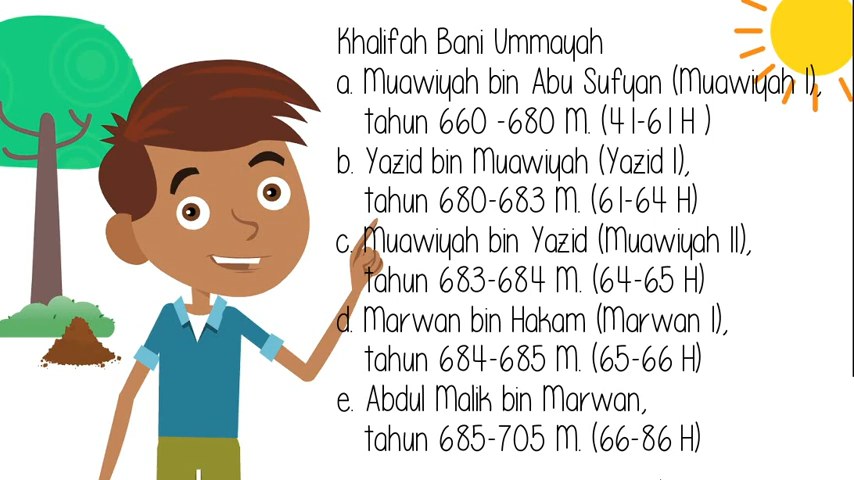 Khalifah Bani Ummayah
a. Muawiyah bin Abu Sufyan (Muawiyah I),
tahun 660 -680 M. (41-61 H )
b. Yazid bin Muawiyah (Yazid I),
tahun 680-683 M. (61-64 H)
c. Muawiyah bin Yazid (Muawiyah II),
tahun 683-684 M. (64-65 H)
d. Marwan bin Hakam (Marwan I),
tahun 684-685 M. (65-66 H)
e. Abdul Malik bin Marwan,
tahun 685-705 M. (66-86 H)